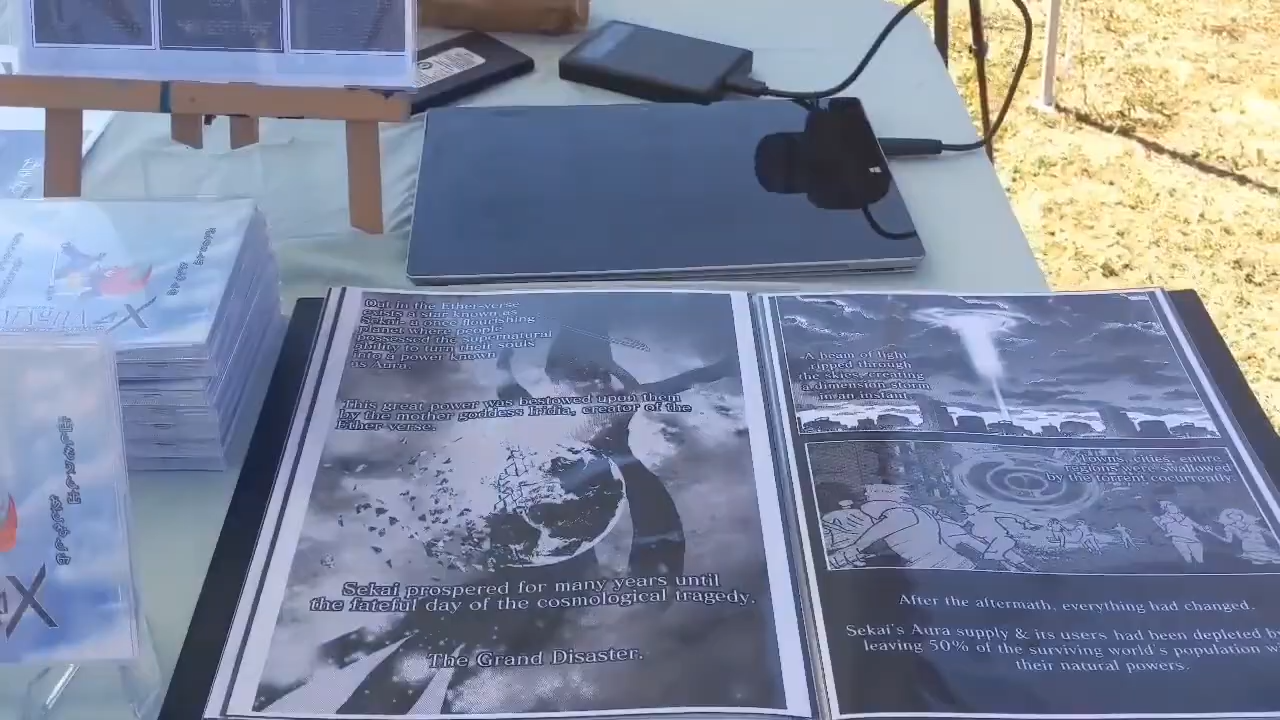 Out in the Ether-verse
exists a star known as
Sekai, a once flourishing
planet where people
possessed the supernatural
ability to turn their souls
into a power known
as Aura.
This great power was bestowed upon them
by the mother goddess Iridia, creator of the
Ether-verse.
Sekai prospered for many years until
the fateful day of the cosmological tragedy.
The Grand Disaster.
A beam of light
ripped through
the skies, creating
a dimension storm
in an instant
Towns, cities, entire
regions were swallowed
by the torrent cocurrently.
After the aftermath, everything had changed.
Sekai's Aura supply & its users had been depleted
leaving 50% of the surviving world's population
their natural powers.
X
X